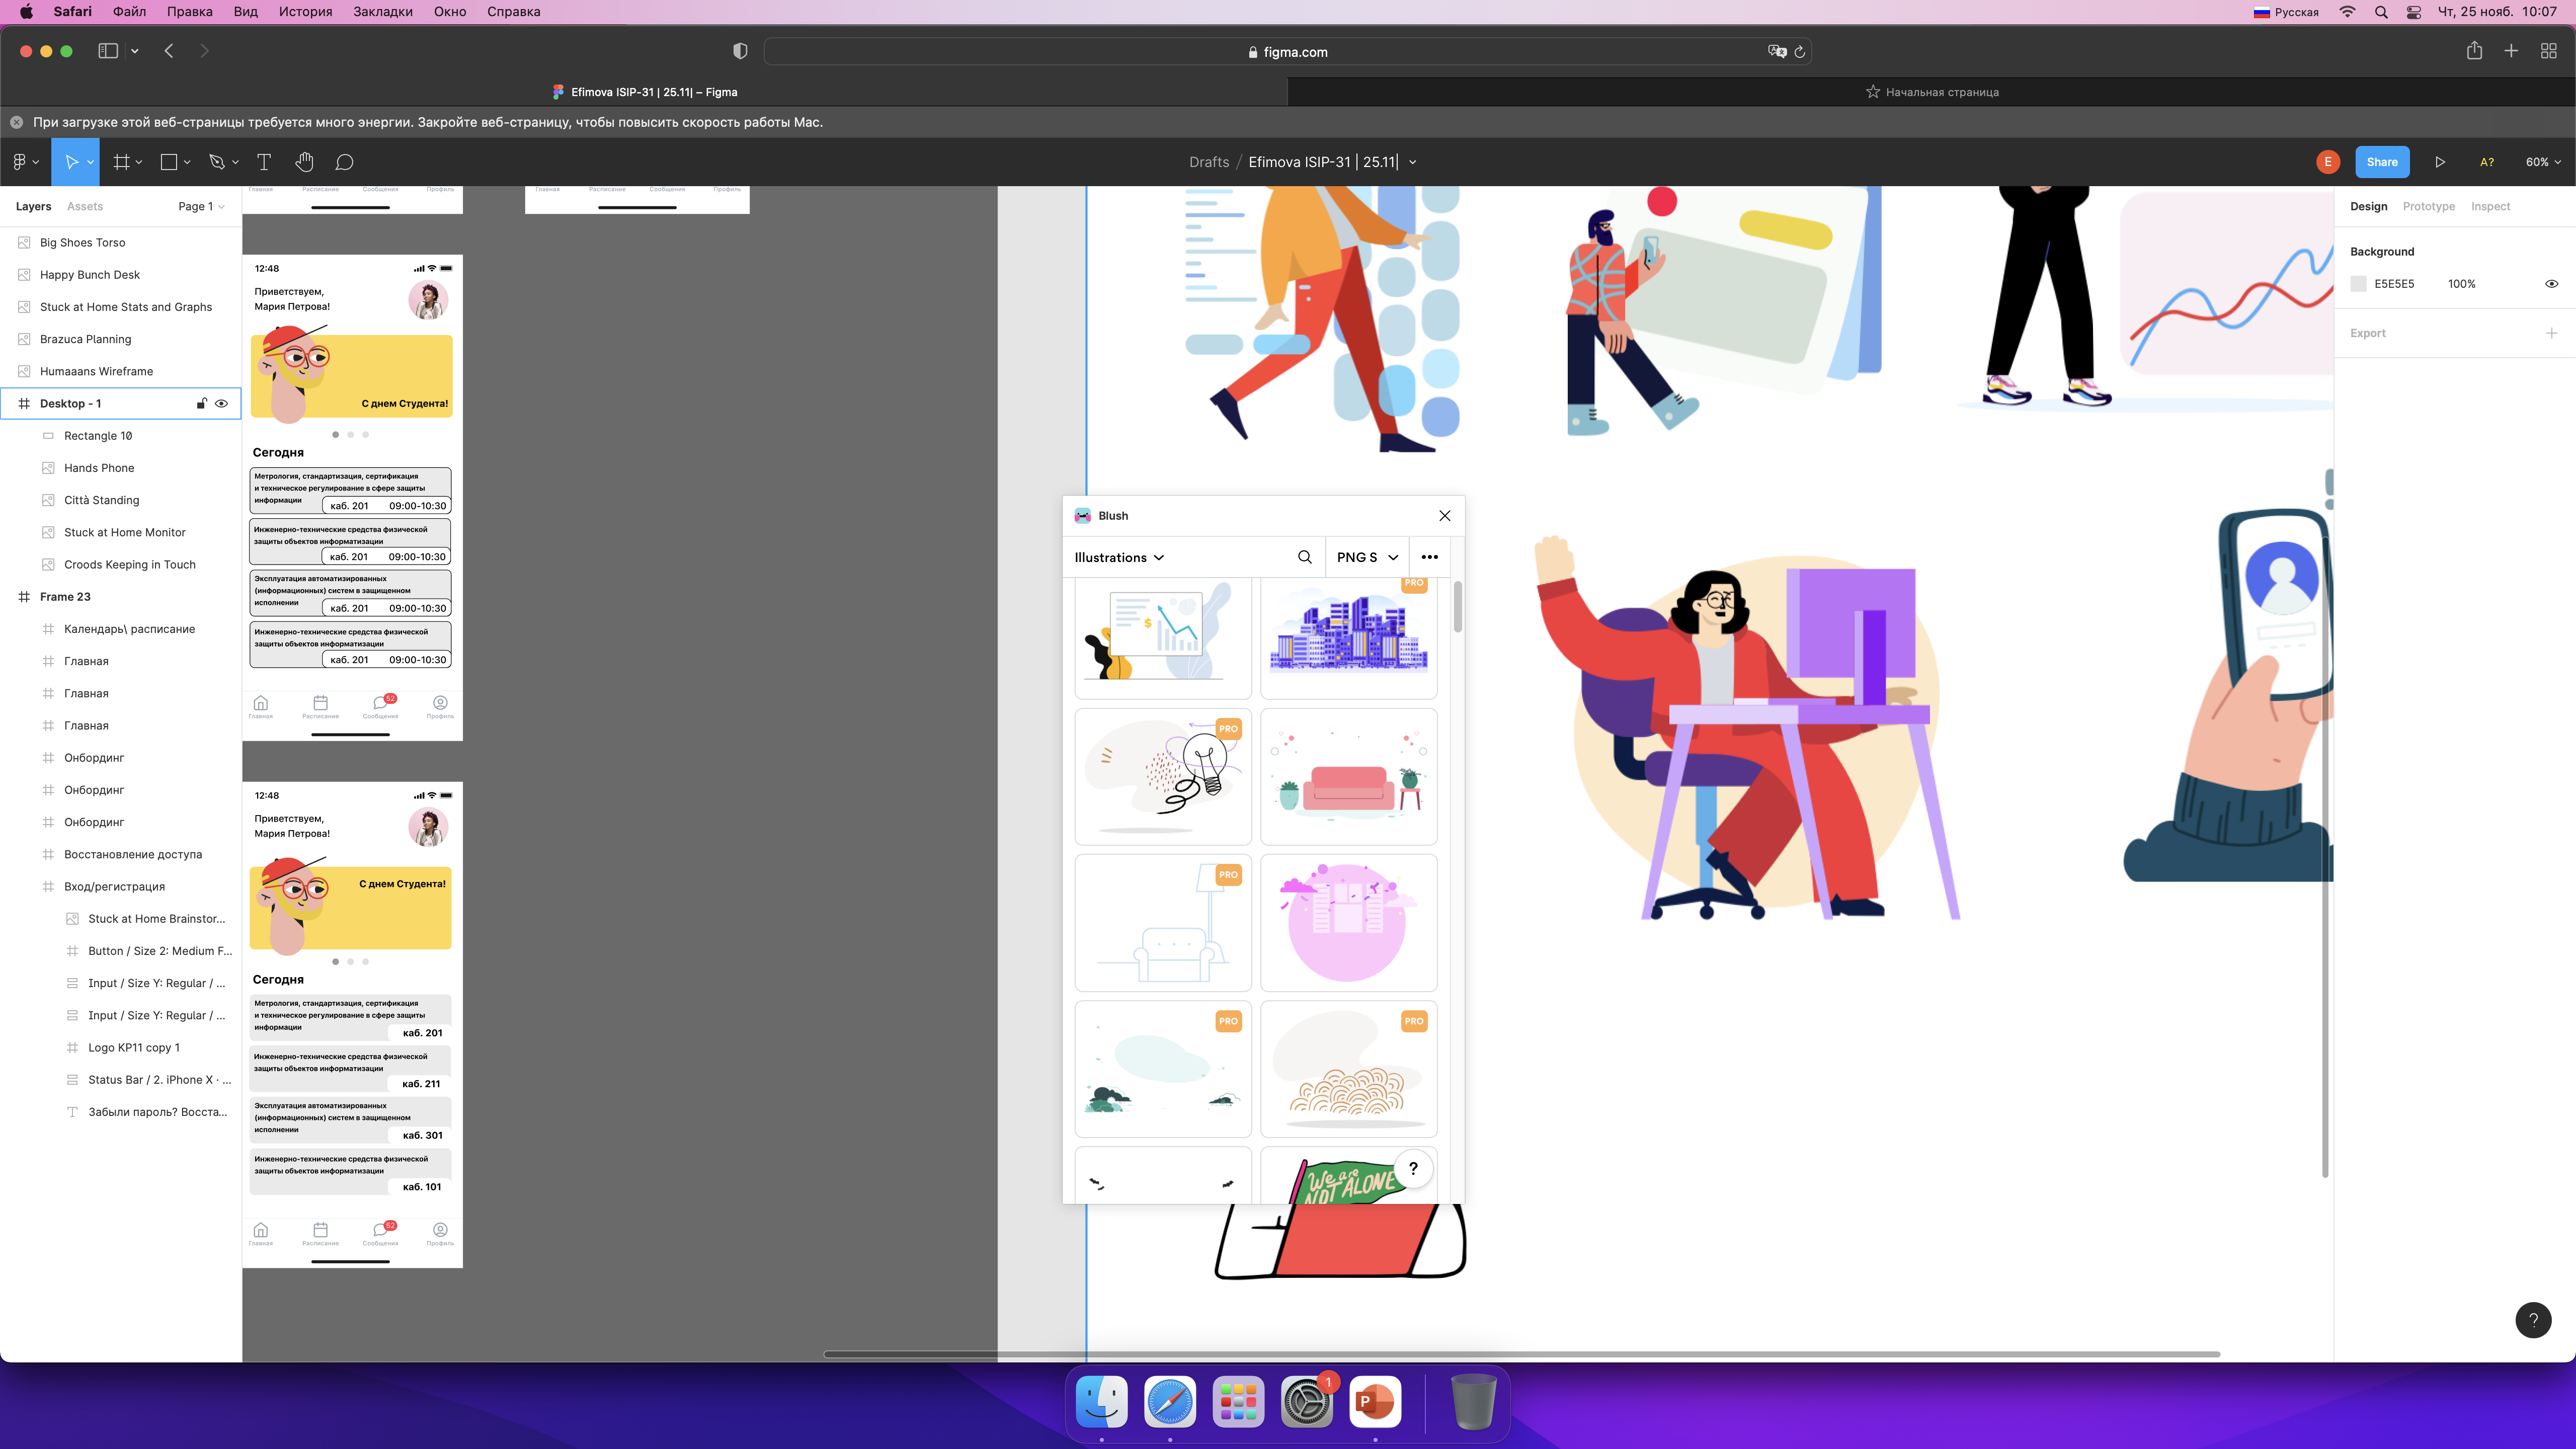 Safari Файл Правка Вид История Закладки Окно Справка
Русская Чт, 25 нояб. 10:07
figma.com
Efimova ISIP-31 | 25.11| – Figma
Начальная страница
При загрузке этой веб-страницы требуется много энергии. Закройте веб-страницу, чтобы повысить скорость работы Mac.
Drafts / Efimova ISIP-31 | 25.11|
E
Share
A?
60%
Layers Assets Page 1
Big Shoes Torso
Happy Bunch Desk
Stuck at Home Stats and Graphs
Brazuca Planning
Humaaans Wireframe
Desktop - 1
Rectangle 10
Hands Phone
Città Standing
Stuck at Home Monitor
Croods Keeping in Touch
Frame 23
Календарь\ расписание
Главная
Главная
Главная
Онбординг
Онбординг
Онбординг
Восстановление доступа
Вход/регистрация
Stuck at Home Brainstor...
Button / Size 2: Medium F...
Input / Size Y: Regular / ...
Input / Size Y: Regular / ...
Logo KP11 copy 1
Status Bar / 2. iPhone X · ...
Забыли пароль? Восста...
Главная Расписание Сообщения Профиль
Главная Расписание Сообщения Профиль
12:48
Приветствуем,
Мария Петрова!
С днем Студента!
Сегодня
Метрология, стандартизация, сертификация
и техническое регулирование в сфере защиты
информации
каб. 201 09:00-10:30
Инженерно-технические средства физической
защиты объектов информатизации
каб. 201 09:00-10:30
Эксплуатация автоматизированных
(информационных) систем в защищенном
исполнении
каб. 201 09:00-10:30
Инженерно-технические средства физической
защиты объектов информатизации
каб. 201 09:00-10:30
52
Главная Расписание Сообщения Профиль
12:48
Приветствуем,
Мария Петрова!
С днем Студента!
Сегодня
Метрология, стандартизация, сертификация
и техническое регулирование в сфере защиты
информации
каб. 201
Инженерно-технические средства физической
защиты объектов информатизации
каб. 211
Эксплуатация автоматизированных
(информационных) систем в защищенном
исполнении
каб. 301
Инженерно-технические средства физической
защиты объектов информатизации
каб. 101
52
Главная Расписание Сообщения Профиль
Blush
Illustrations PNG S
PRO
$
PRO
PRO
PRO
PRO
We are
NOT ALONE
?
Design Prototype Inspect
Background
E5E5E5 100%
Export
?
1
P